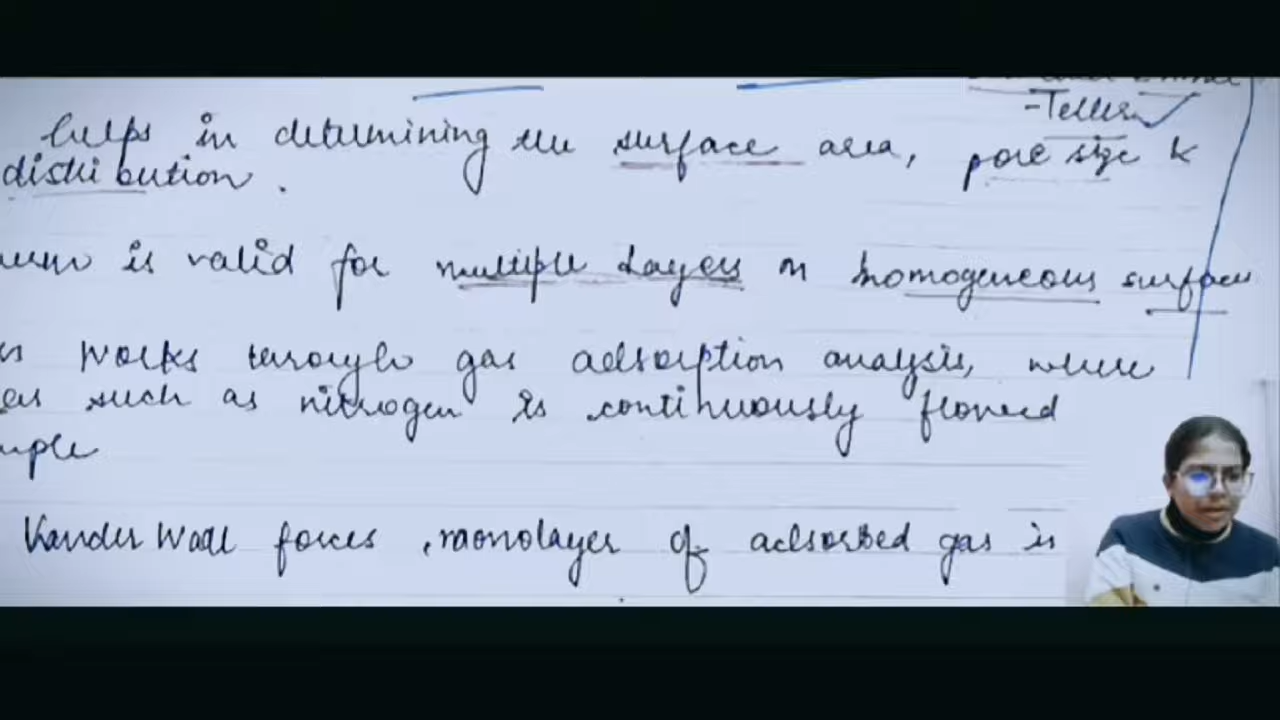 -Teller
helps in determining the surface area, pore size &
distribution.
is valid for multiple layers on homogeneous surface
works through gas adsorption analysis, where
such as nitrogen is continuously flowed
Vander Wall forces, monolayer of adsorbed gas is